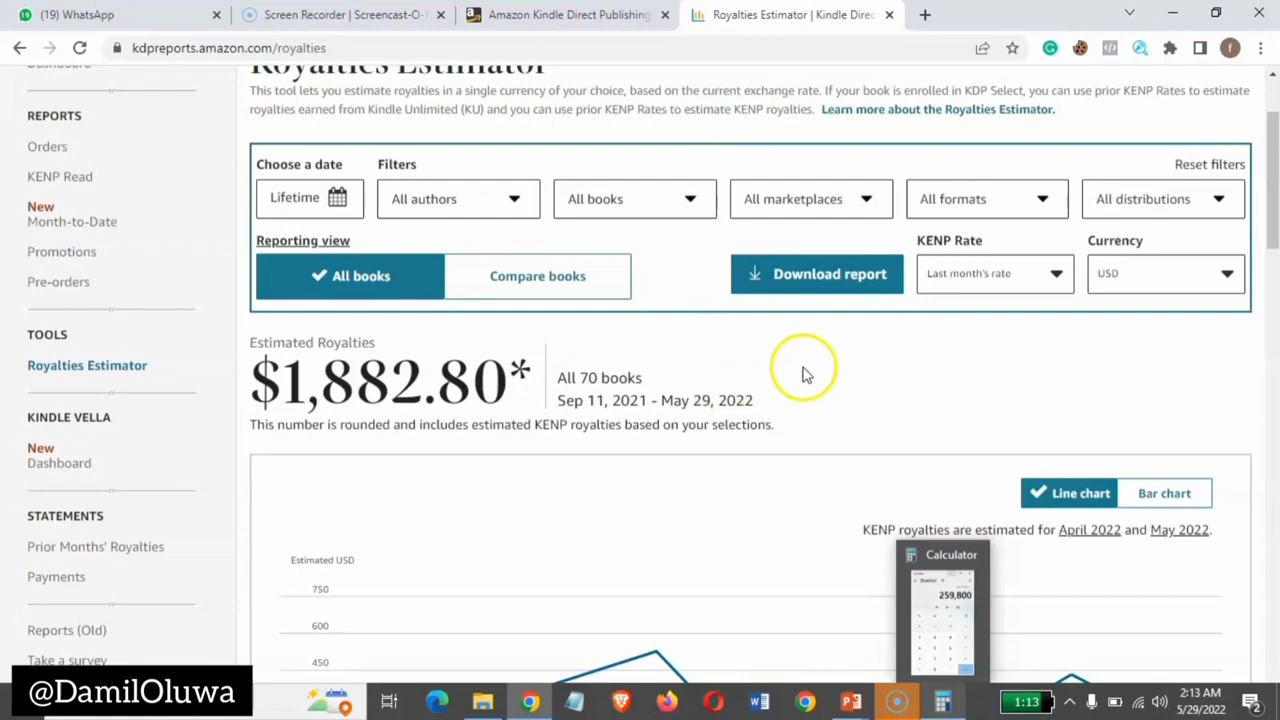 (19) WhatsApp
Screen Recorder | Screencast-O-
Amazon Kindle Direct Publishing
Royalties Estimator | Kindle Direc
kdpreports.amazon.com/royalties
f
Dashboard
REPORTS
Orders
KENP Read
New
Month-to-Date
Promotions
Pre-orders
TOOLS
Royalties Estimator
KINDLE VELLA
New
Dashboard
STATEMENTS
Prior Months' Royalties
Payments
Reports (Old)
Take a survey
Royalties Estimator
This tool lets you estimate royalties in a single currency of your choice, based on the current exchange rate. If your book is enrolled in KDP Select, you can use prior KENP Rates to estimate
royalties earned from Kindle Unlimited (KU) and you can use prior KENP Rates to estimate KENP royalties. Learn more about the Royalties Estimator.
Choose a date Filters Reset filters
Lifetime All authors All books All marketplaces All formats All distributions
Reporting view KENP Rate Currency
All books Compare books Download report Last month's rate USD
Estimated Royalties
$1,882.80*
All 70 books
Sep 11, 2021 - May 29, 2022
This number is rounded and includes estimated KENP royalties based on your selections.
Line chart Bar chart
KENP royalties are estimated for April 2022 and May 2022.
Estimated USD
750
600
450
Calculator
259,800
@DamilOluwa
1:13
2:13 AM
5/29/2022
2